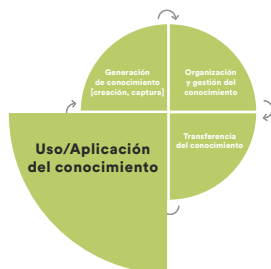 Generación
de conocimiento
[creación, captura]
Organización
y gestión del
conocimiento
Transferencia
del conocimiento
Uso/Aplicación
del conocimiento